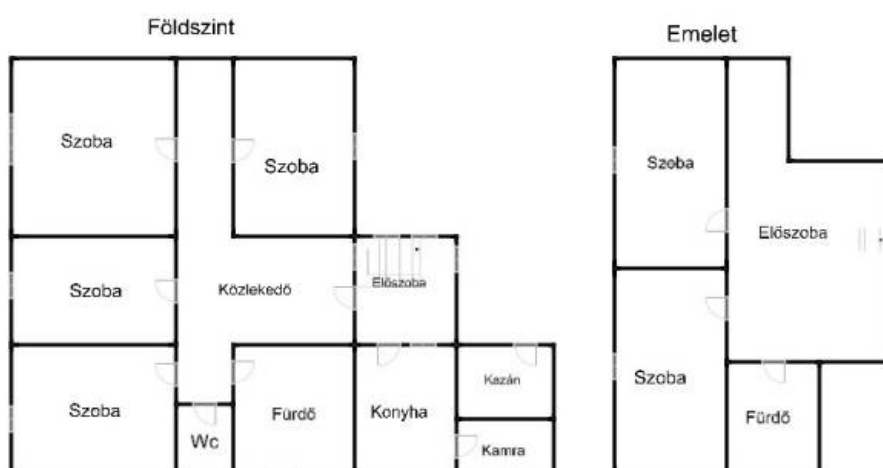 Földszint
Emelet
Szoba
Szoba
Szoba
Előszoba
Szoba
Közlekedő
Előszoba
Szoba
Fürdő
Konyha
Kazán
Szoba
Fürdő
Wc
Kamra